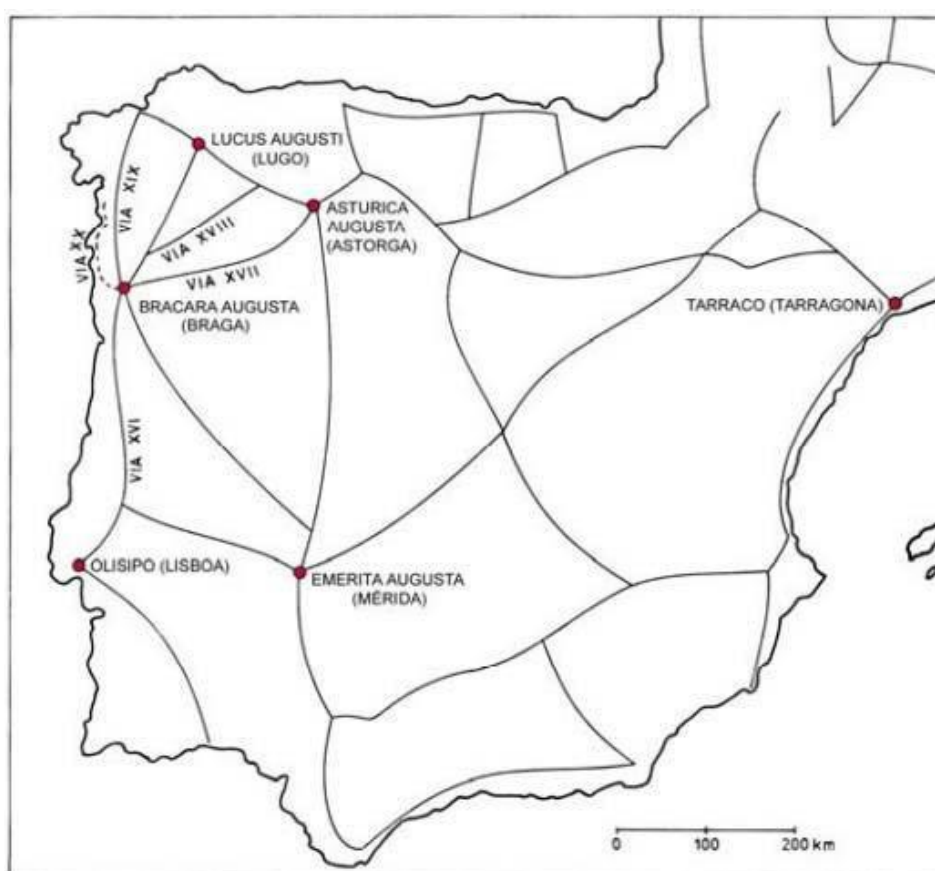 LUCUS AUGUSTI
(LUGO)
VIA XIX
ASTURICA
AUGUSTA
(ASTORGA)
VIA XVIII
VIA XX
VIA XVII
BRACARA AUGUSTA
(BRAGA)
TARRACO (TARRAGONA)
VIA XVI
OLISIPO (LISBOA)
EMERITA AUGUSTA
(MÉRIDA)
0 100 200 km